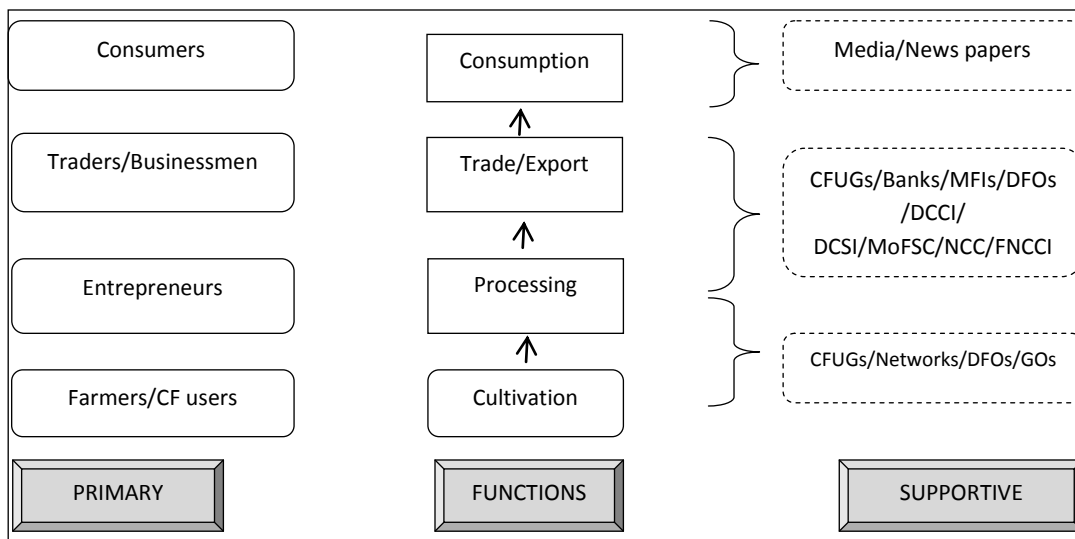 Consumers
Consumption
Media/News papers
Traders/Businessmen
Trade/Export
CFUGs/Banks/MFIs/DFOs
/DCCI/
DCSI/MoFSC/NCC/FNCCI
Entrepreneurs
Processing
CFUGs/Networks/DFOs/GOs
Farmers/CF users
Cultivation
PRIMARY
FUNCTIONS
SUPPORTIVE